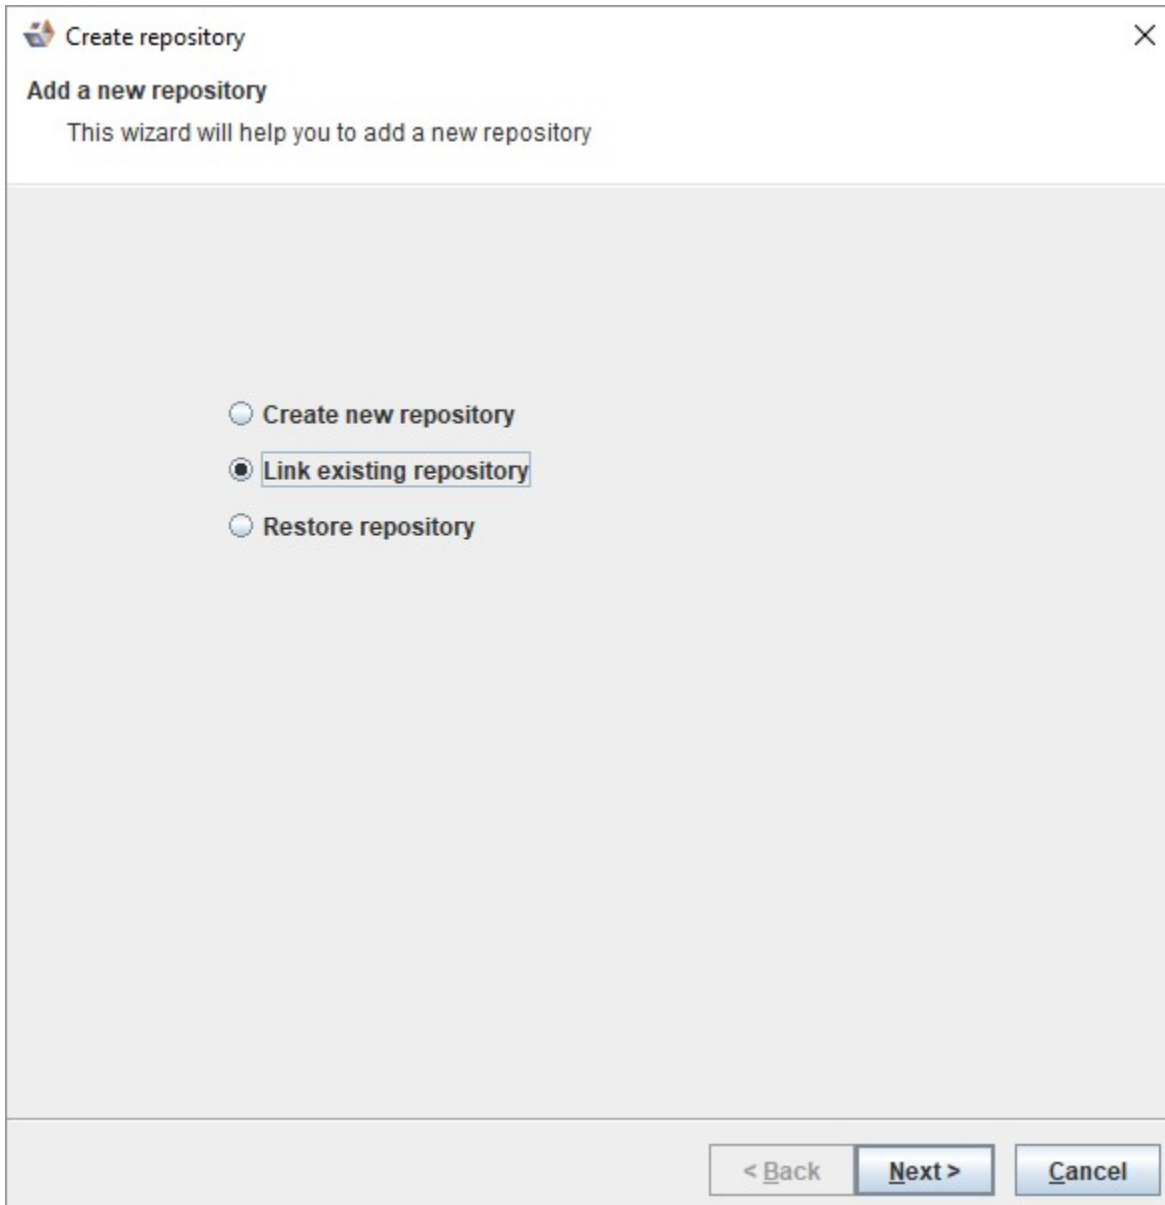 Create repository
Add a new repository
This wizard will help you to add a new repository
Create new repository
Link existing repository
Restore repository
< Back Next > Cancel